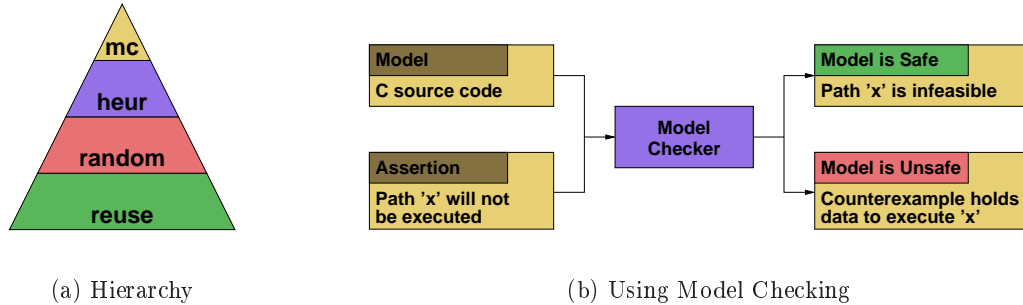 mc
heur
random
reuse
(a) Hierarchy
Model
C source code
Assertion
Path 'x' will not
be executed
Model
Checker
Model is Safe
Path 'x' is infeasible
Model is Unsafe
Counterexample holds
data to execute 'x'
(b) Using Model Checking